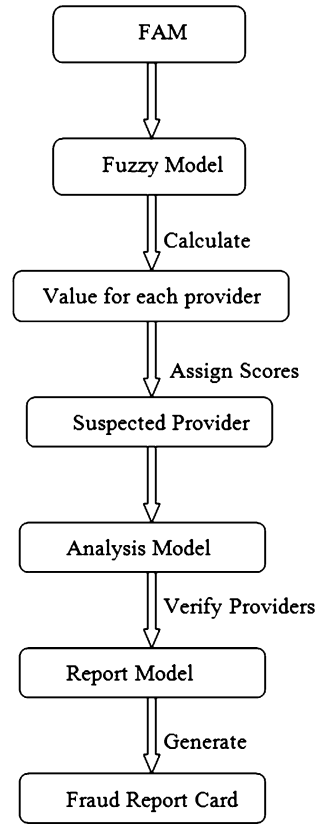 FAM
Fuzzy Model
Calculate
Value for each provider
Assign Scores
Suspected Provider
Analysis Model
Verify Providers
Report Model
Generate
Fraud Report Card